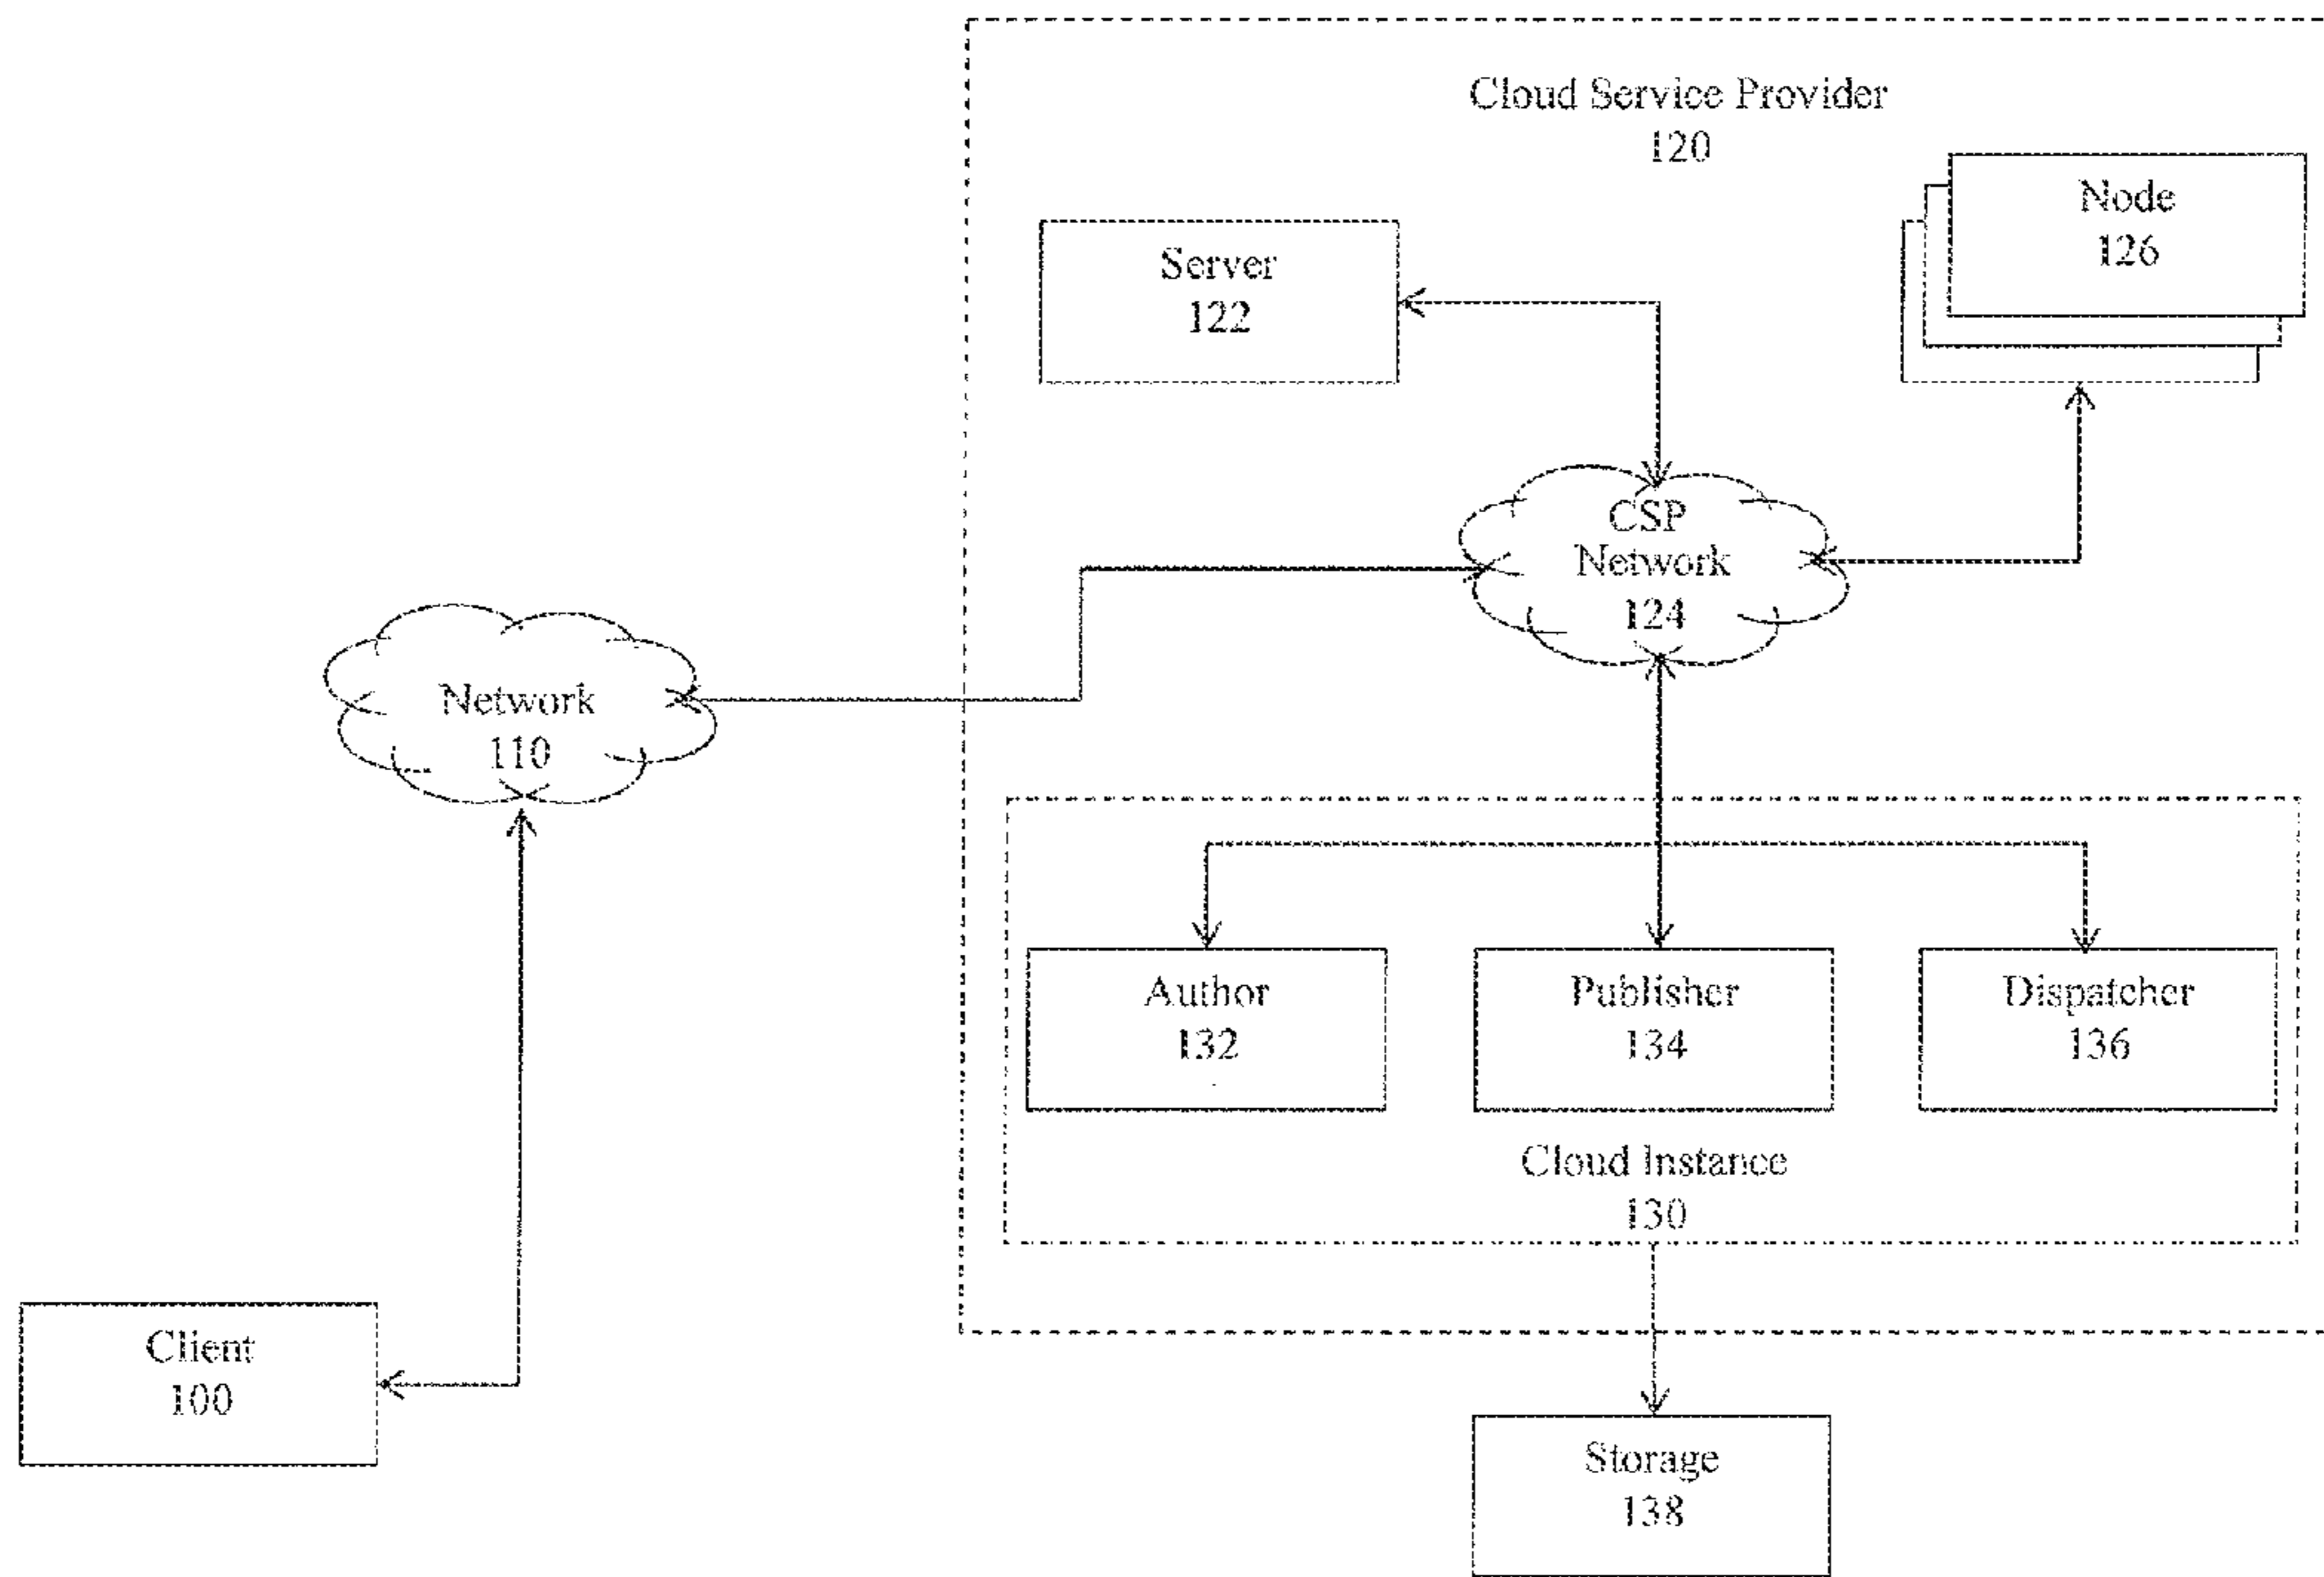 Cloud Service Provider
120
Node
126
Server
122
CSP
Network
124
Network
110
Author
132
Publisher
134
Dispatcher
136
Cloud Instance
130
Client
100
Storage
138